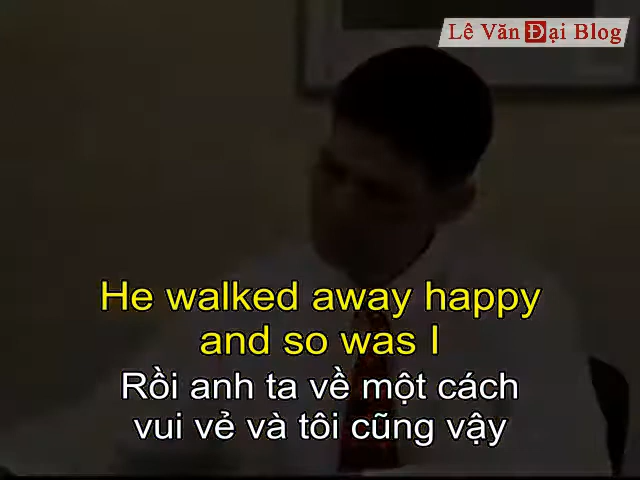 Lê Văn Đại Blog
He walked away happy
and so was I
Rồi anh ta về một cách
vui vẻ và tôi cũng vậy